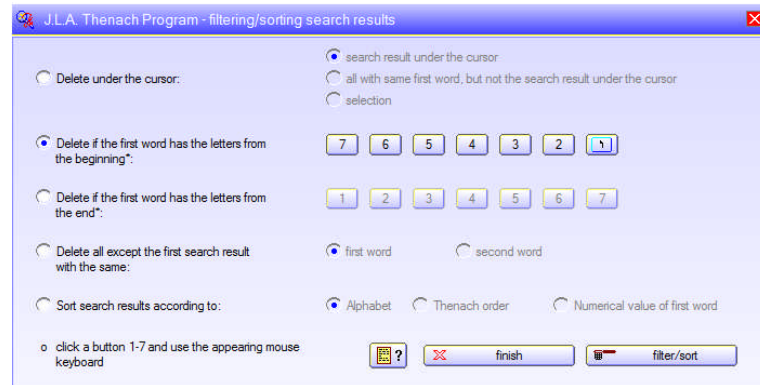 J.L.A. Thenach Program - filtering/sorting search results
Delete under the cursor:
search result under the cursor
all with same first word, but not the search result under the cursor
selection
Delete if the first word has the letters from
the beginning*:
7 6 5 4 3 2 ו
Delete if the first word has the letters from
the end*:
1 2 3 4 5 6 7
Delete all except the first search result
with the same:
first word second word
Sort search results according to:
Alphabet Thenach order Numerical value of first word
o click a button 1-7 and use the appearing mouse
keyboard
? finish filter/sort